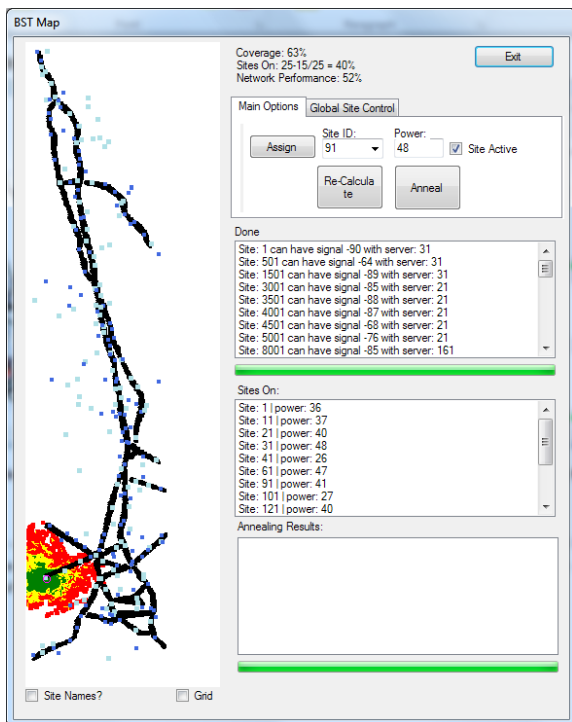 BST Map
Coverage: 63%
Sites On: 25-15/25 = 40%
Network Perfomance: 52%
Exit
Main Options
Global Site Control
Assign
Site ID:
91
Power:
48
Site Active
Re-Calcula
te
Anneal
Done
Site: 1 can have signal -90 with server: 31
Site: 501 can have signal -64 with server: 31
Site: 1501 can have signal -89 with server: 31
Site: 3001 can have signal -85 with server: 21
Site: 3501 can have signal -88 with server: 21
Site: 4001 can have signal -87 with server: 21
Site: 4501 can have signal -68 with server: 21
Site: 5001 can have signal -76 with server: 21
Site: 8001 can have signal -85 with server: 161
Sites On:
Site: 1 | power: 36
Site: 11 | power: 37
Site: 21 | power: 40
Site: 31 | power: 48
Site: 41 | power: 26
Site: 61 | power: 47
Site: 91 | power: 41
Site: 101 | power: 27
Site: 121 | power: 40
Annealing Results:
Site Names?
Grid